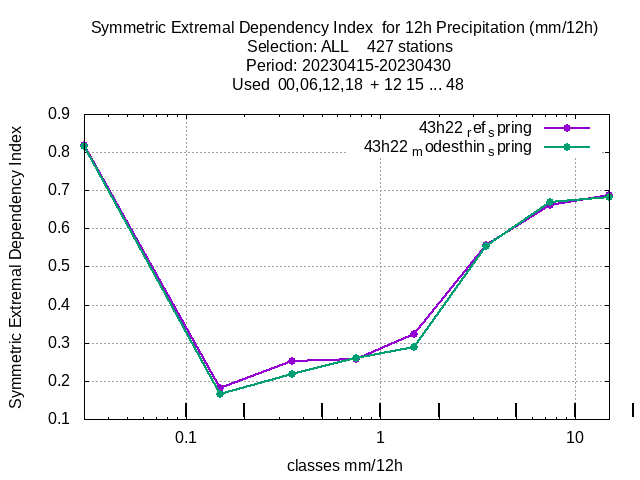 Symmetric Extremal Dependency Index  for 12h Precipitation (mm/12h)
Selection: ALL    427 stations
Period: 20230415-20230430
Used  00,06,12,18  + 12 15 ... 48
43h22 ref spring
43h22 modesthin spring
0.9
0.8
0.7
0.6
0.5
0.4
0.3
0.2
0.1
Symmetric Extremal Dependency Index
0.1
1
10
classes mm/12h